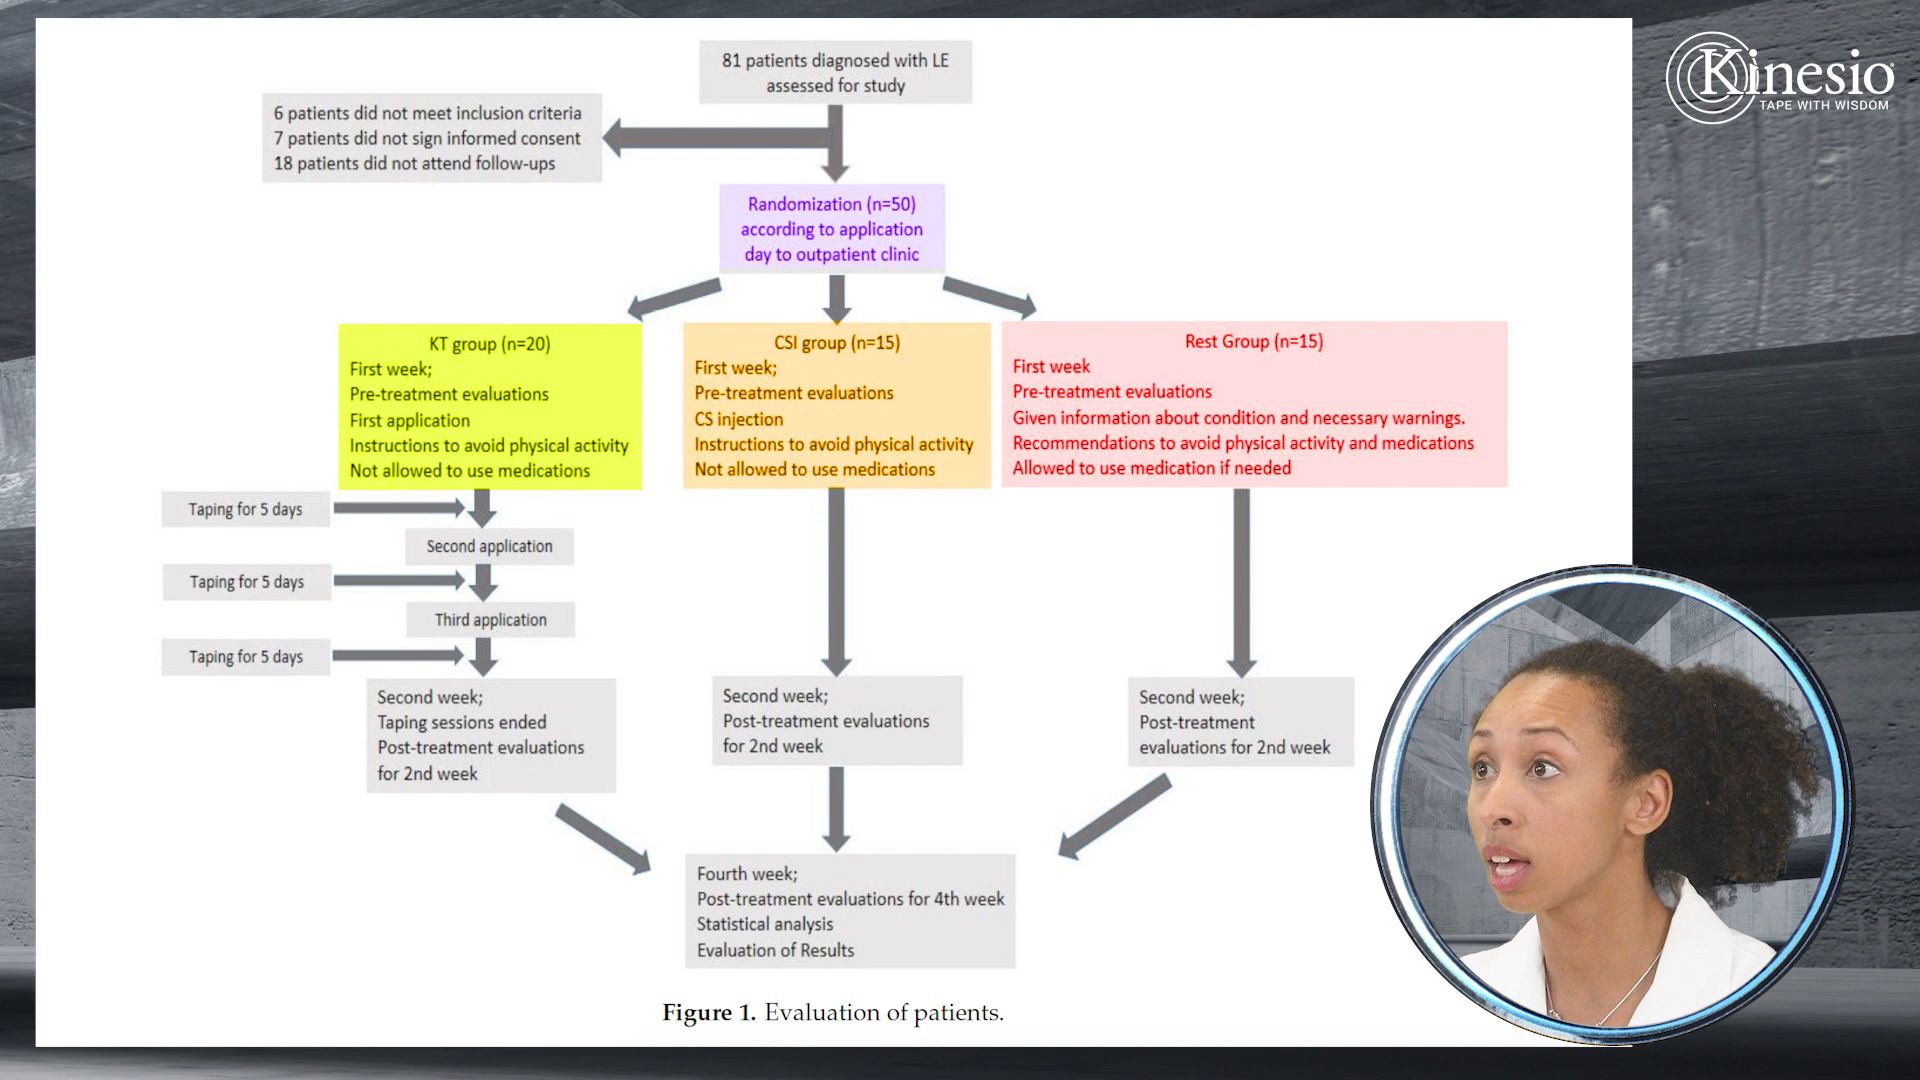 81 patients diagnosed with LE
assessed for study
6 patients did not meet inclusion criteria
7 patients did not sign informed consent
18 patients did not attend follow-ups
Randomization (n=50)
according to application
day to outpatient clinic
KT group (n=20)
First week;
Pre-treatment evaluations
First application
Instructions to avoid physical activity
Not allowed to use medications
CSI group (n=15)
First week;
Pre-treatment evaluations
CS injection
Instructions to avoid physical activity
Not allowed to use medications
Rest Group (n=15)
First week
Pre-treatment evaluations
Given information about condition and necessary warnings.
Recommendations to avoid physical activity and medications
Allowed to use medication if needed
Taping for 5 days
Second application
Taping for 5 days
Third application
Taping for 5 days
Second week;
Taping sessions ended
Post-treatment evaluations
for 2nd week
Second week;
Post-treatment evaluations
for 2nd week
Second week;
Post-treatment
evaluations for 2nd week
Fourth week;
Post-treatment evaluations for 4th week
Statistical analysis
Evaluation of Results
Figure 1. Evaluation of patients.
Kinesio
TAPE WITH WISDOM